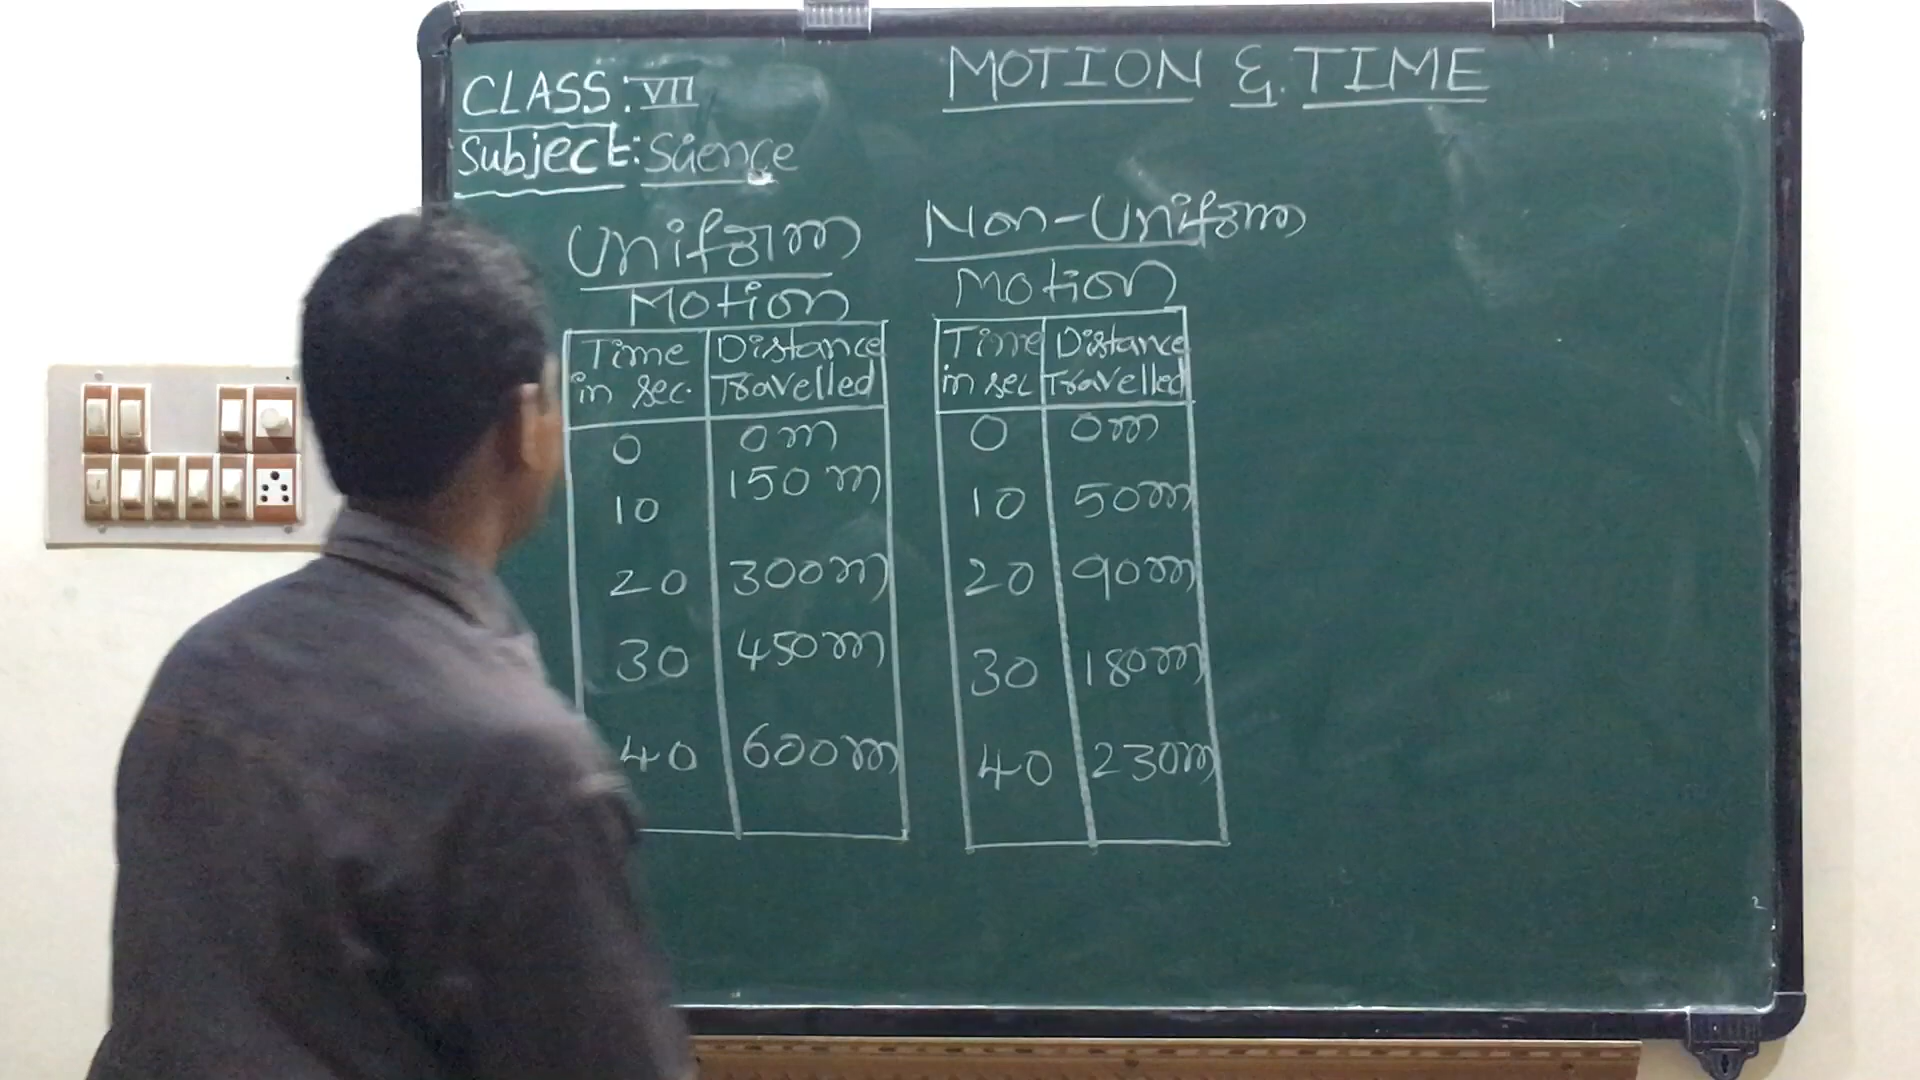 MOTION & TIME
CLASS: VII
Subject: Science
Uniform
Motion
Time in sec. Distance Travelled
0 0m
10 150m
20 300m
30 450m
40 600m
Non-Uniform
Motion
Time in sec Distance Travelled
0 0m
10 50m
20 90m
30 180m
40 230m